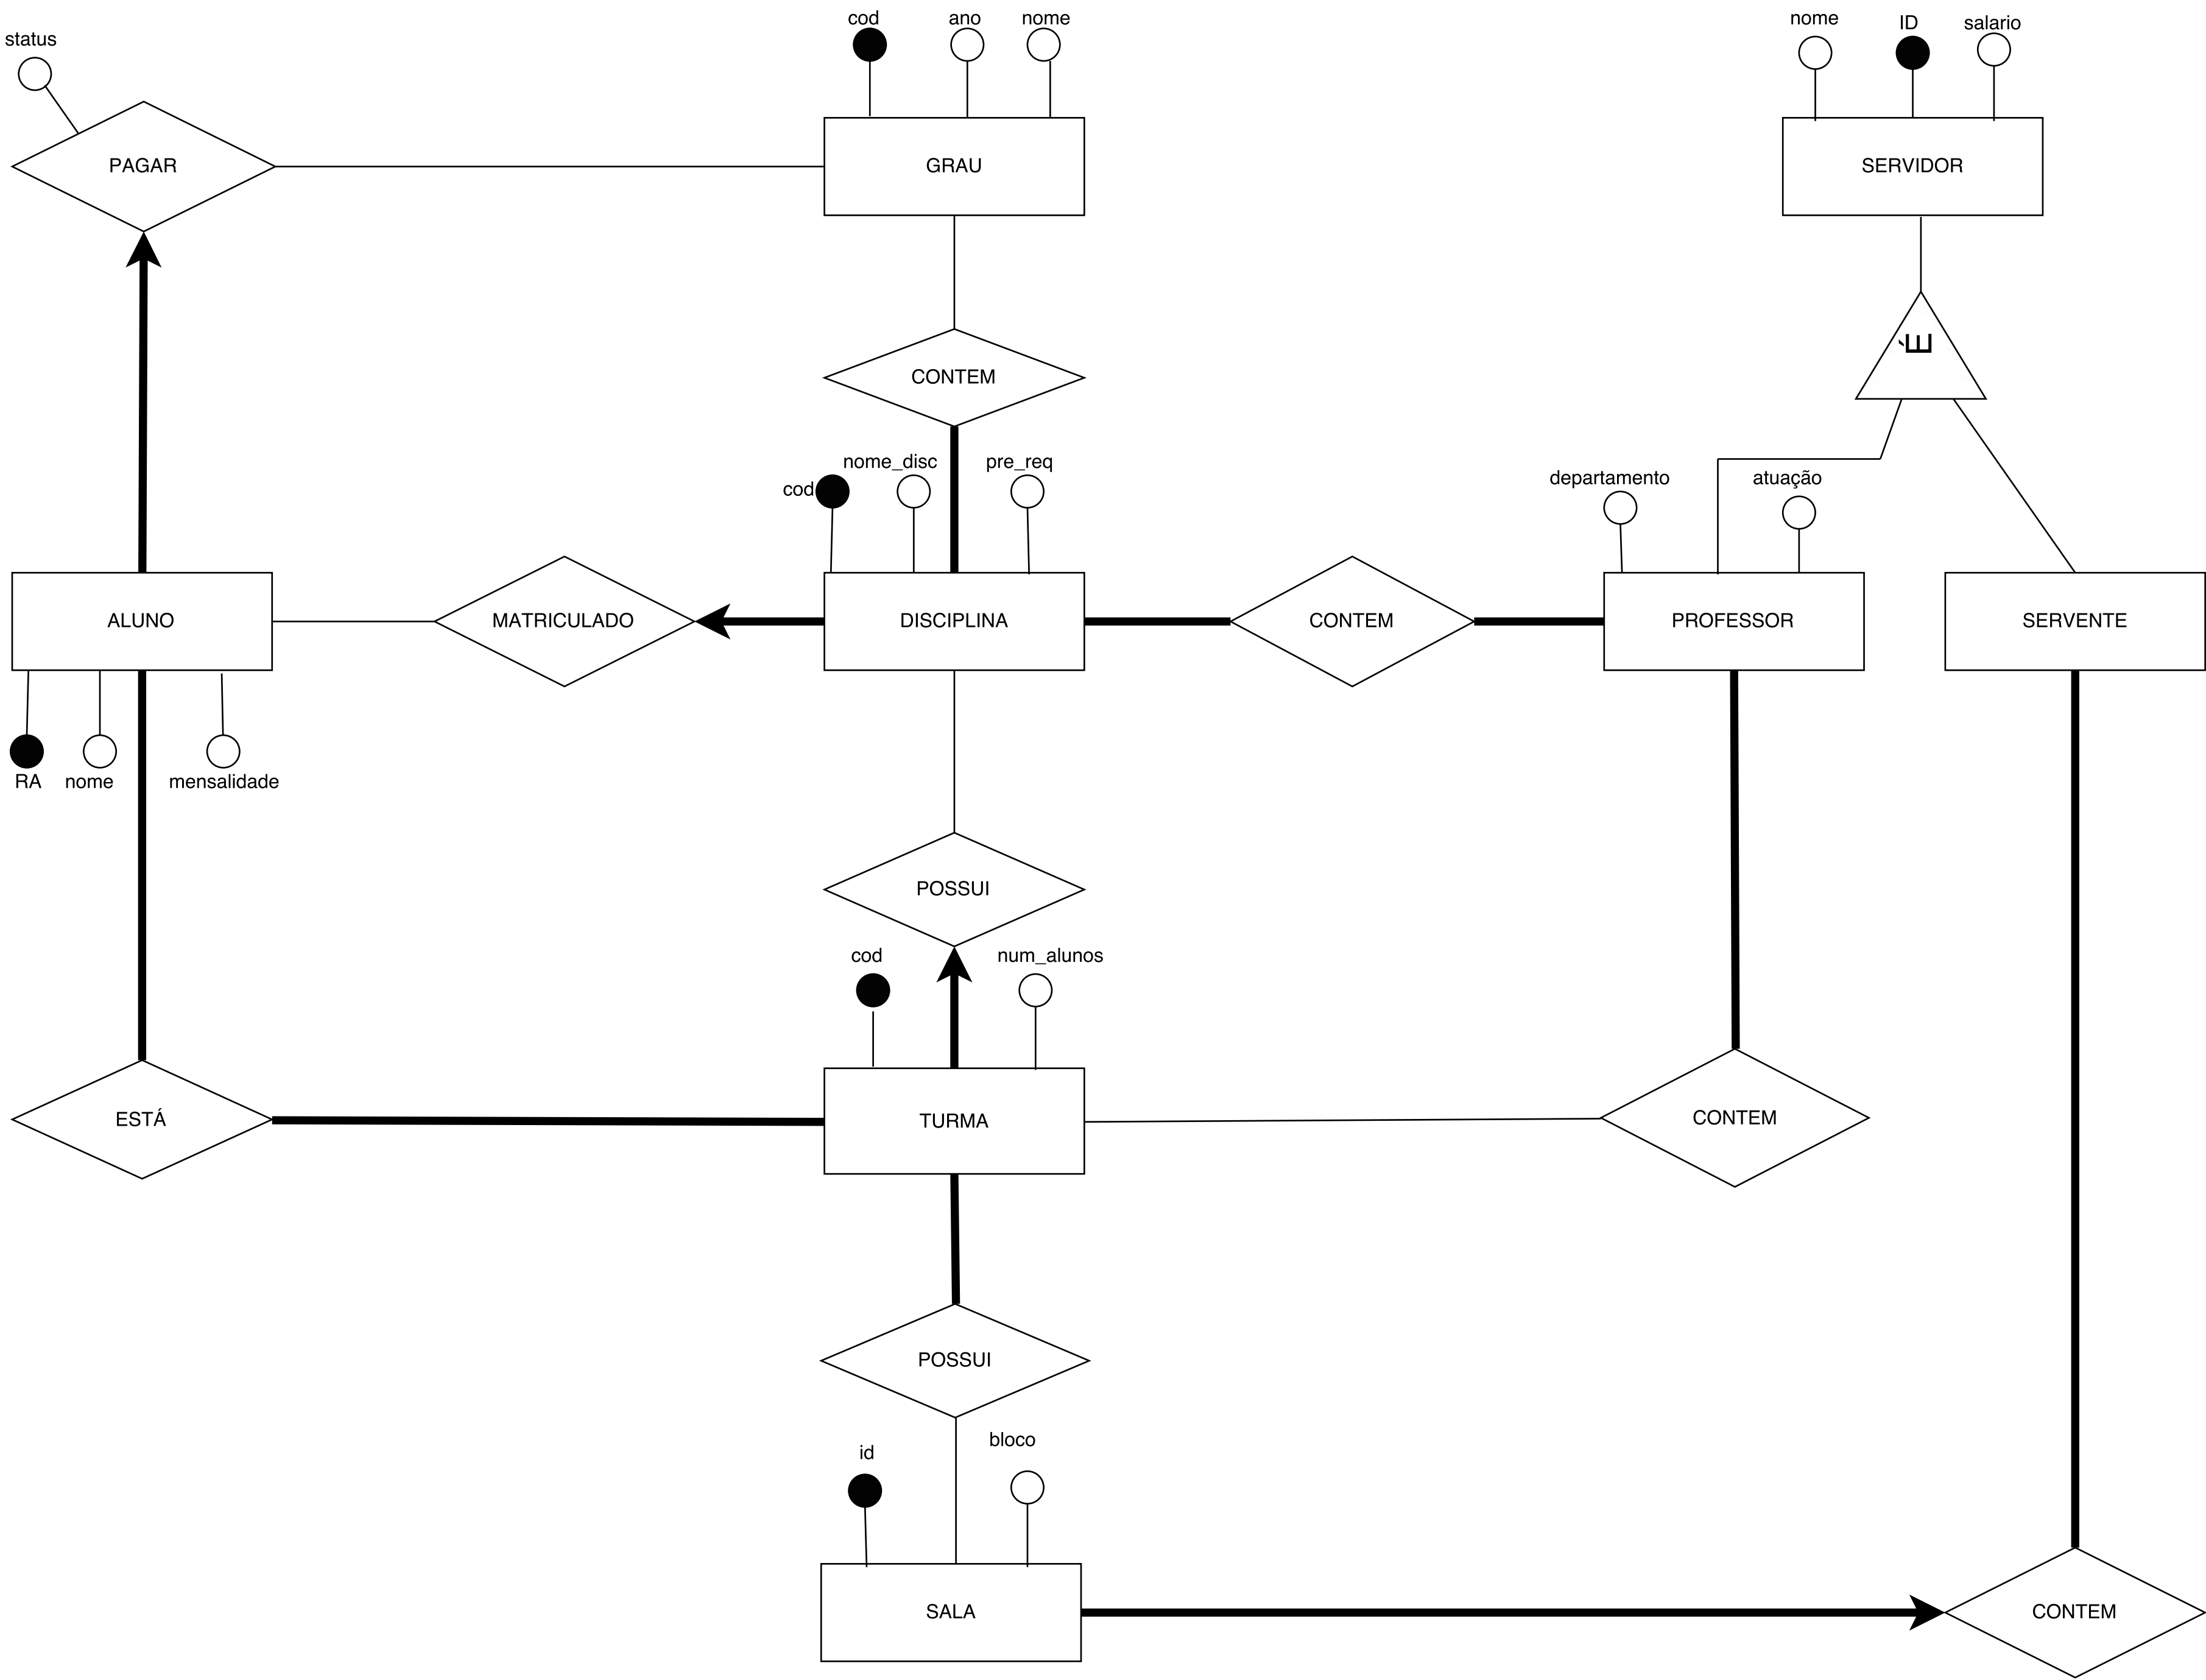 cod
ano
nome
nome
ID
salario
status
PAGAR
GRAU
SERVIDOR
É
CONTEM
nome_disc
pre_req
cod
departamento
atuação
ALUNO
MATRICULADO
DISCIPLINA
CONTEM
PROFESSOR
SERVENTE
RA
nome
mensalidade
POSSUI
cod
num_alunos
ESTÁ
TURMA
CONTEM
POSSUI
id
bloco
SALA
CONTEM